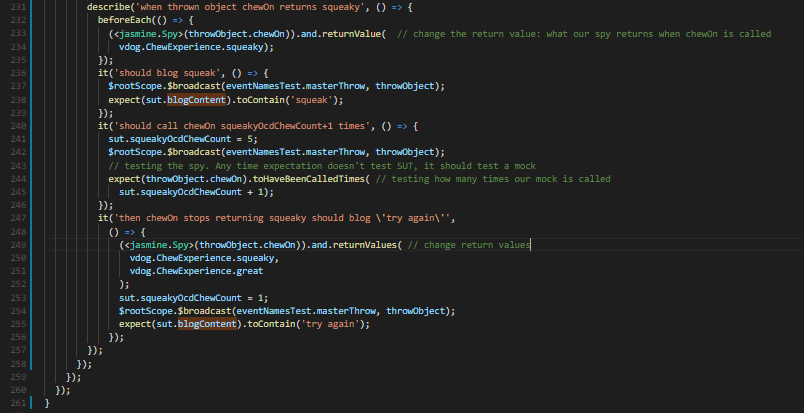 231 describe('when thrown object chewOn returns squeaky', () => {
232 beforeEach(() => {
233 (<jasmine.Spy>(throwObject.chewOn)).and.returnValue( // change the return value: what our spy returns when chewOn is called
234 vdog.ChewExperience.squeaky);
235 });
236 it('should blog squeak', () => {
237 $rootScope.$broadcast(eventNamesTest.masterThrow, throwObject);
238 expect(sut.blogContent).toContain('squeak');
239 });
240 it('should call chewOn squeakyOcdChewCount+1 times', () => {
241 sut.squeakyOcdChewCount = 5;
242 $rootScope.$broadcast(eventNamesTest.masterThrow, throwObject);
243 // testing the spy. Any time expectation doesn't test SUT, it should test a mock
244 expect(throwObject.chewOn).toHaveBeenCalledTimes( // testing how many times our mock is called
245 sut.squeakyOcdChewCount + 1);
246 });
247 it('then chewOn stops returning squeaky should blog \'try again\'',
248 () => {
249 (<jasmine.Spy>(throwObject.chewOn)).and.returnValues( // change return values
250 vdog.ChewExperience.squeaky,
251 vdog.ChewExperience.great
252 );
253 sut.squeakyOcdChewCount = 1;
254 $rootScope.$broadcast(eventNamesTest.masterThrow, throwObject);
255 expect(sut.blogContent).toContain('try again');
256 });
257 });
258 });
259 });
260 });
261 }